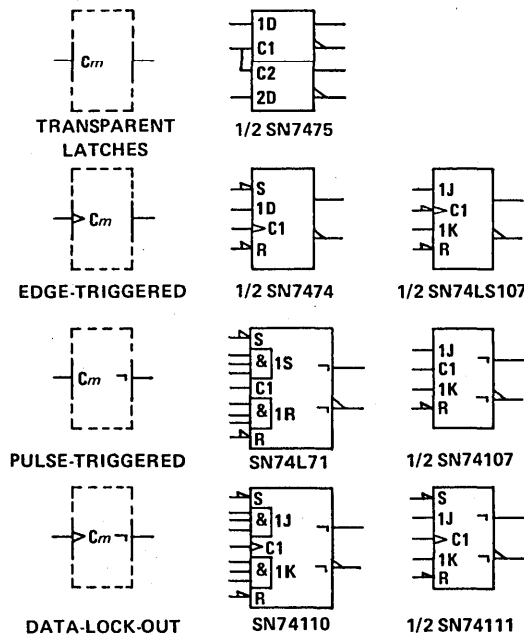 Cm
1D
C1
C2
2D
TRANSPARENT
LATCHES
1/2 SN7475
Cm
S
1D
C1
R
1J
C1
1K
R
EDGE-TRIGGERED
1/2 SN7474
1/2 SN74LS107
Cm ¬
S
& 1S ¬
C1
& 1R ¬
R
1J ¬
C1
1K ¬
R
PULSE-TRIGGERED
SN74L71
1/2 SN74107
Cm ¬
S
& 1J ¬
C1
& 1K ¬
R
S
1J ¬
C1
1K ¬
R
DATA-LOCK-OUT
SN74110
1/2 SN74111